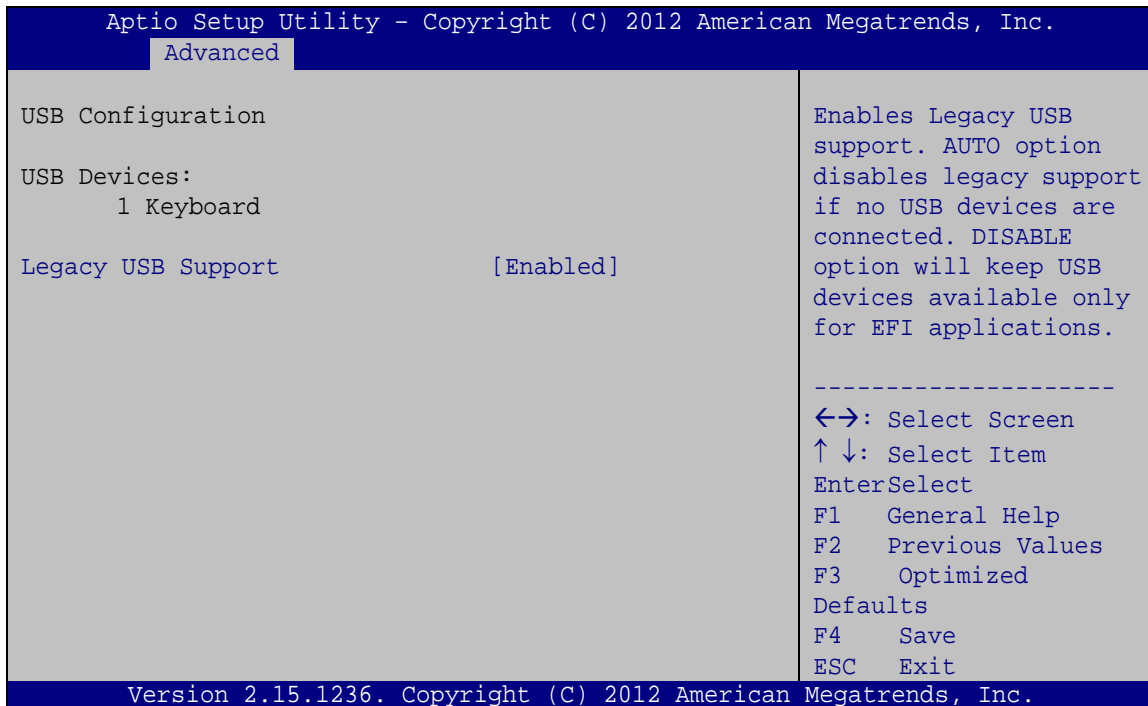 Aptio Setup Utility – Copyright (C) 2012 American Megatrends, Inc.
Advanced
USB Configuration
USB Devices:
1 Keyboard
Legacy USB Support [Enabled]
Enables Legacy USB
support. AUTO option
disables legacy support
if no USB devices are
connected. DISABLE
option will keep USB
devices available only
for EFI applications.
---------------------
←→: Select Screen
↑ ↓: Select Item
EnterSelect
F1 General Help
F2 Previous Values
F3 Optimized
Defaults
F4 Save
ESC Exit
Version 2.15.1236. Copyright (C) 2012 American Megatrends, Inc.